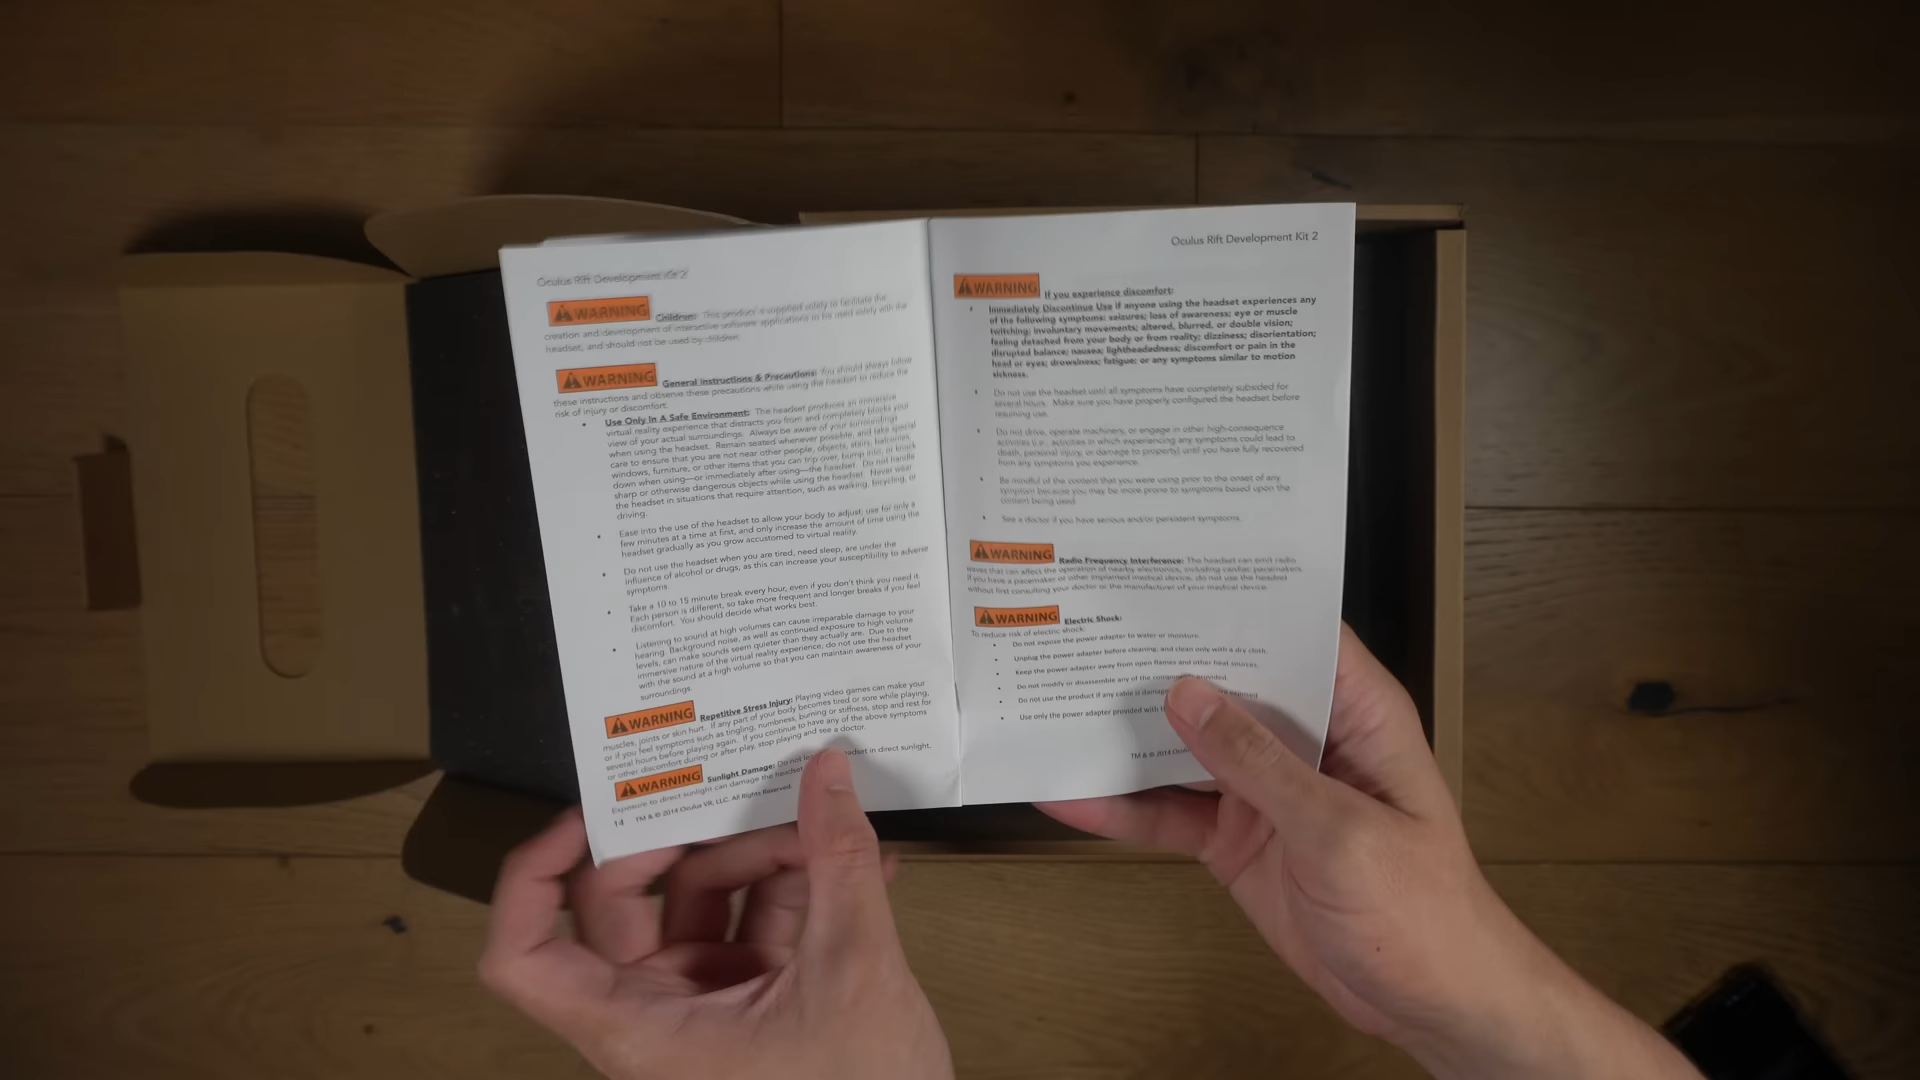 Oculus Rift Development Kit 2
WARNING Children: This product is supplied solely to facilitate the
creation and development of interactive software applications to be used safely with the
headset, and should not be used by children.
WARNING General Instructions & Precautions: You should always follow
these instructions and observe these precautions while using the headset to reduce the
risk of injury or discomfort.
• Use Only In A Safe Environment: The headset produces an immersive
virtual reality experience that distracts you from and completely blocks your
view of your actual surroundings. Always be aware of your surroundings
when using the headset. Remain seated whenever possible, and take special
care to ensure that you are not near other people, objects, stairs, balconies,
windows, furniture, or other items that you can trip over, bump into, or knock
down when using—or immediately after using—the headset. Do not handle
sharp or otherwise dangerous objects while using the headset. Never wear
the headset in situations that require attention, such as walking, bicycling, or
driving.
• Ease into the use of the headset to allow your body to adjust; use for only a
few minutes at a time at first, and only increase the amount of time using the
headset gradually as you grow accustomed to virtual reality.
• Do not use the headset when you are tired, need sleep, are under the
influence of alcohol or drugs, as this can increase your susceptibility to adverse
symptoms.
• Take a 10 to 15 minute break every hour, even if you don't think you need it.
Each person is different, so take more frequent and longer breaks if you feel
discomfort. You should decide what works best.
• Listening to sound at high volumes can cause irreparable damage to your
hearing. Background noise, as well as continued exposure to high volume
levels, can make sounds seem quieter than they actually are. Due to the
immersive nature of the virtual reality experience, do not use the headset
with the sound at a high volume so that you can maintain awareness of your
surroundings.
WARNING Repetitive Stress Injury: Playing video games can make your
muscles, joints or skin hurt. If any part of your body becomes tired or sore while playing,
or if you feel symptoms such as tingling, numbness, burning or stiffness, stop and rest for
several hours before playing again. If you continue to have any of the above symptoms
or other discomfort during or after play, stop playing and see a doctor.
WARNING Sunlight Damage: Do not headset in direct sunlight.
Exposure to direct sunlight can damage the headset
14 TM & © 2014 Oculus VR, LLC. All Rights Reserved.
Oculus Rift Development Kit 2
WARNING If you experience discomfort:
• Immediately Discontinue Use if anyone using the headset experiences any
of the following symptoms: seizures; loss of awareness; eye or muscle
twitching; involuntary movements; altered, blurred, or double vision;
feeling detached from your body or from reality; dizziness; disorientation;
disrupted balance; nausea; lightheadedness; discomfort or pain in the
head or eyes; drowsiness; fatigue; or any symptoms similar to motion
sickness.
• Do not use the headset until all symptoms have completely subsided for
several hours. Make sure you have properly configured the headset before
resuming use.
• Do not drive, operate machinery, or engage in other high-consequence
activities (i.e. activities in which experiencing any symptoms could lead to
death, personal injury, or damage to property) until you have fully recovered
from any symptoms you experience.
• Be mindful of the content that you were using prior to the onset of any
symptom because you may be more prone to symptoms based upon the
content being used.
• See a doctor if you have serious and/or persistent symptoms.
WARNING Radio Frequency Interference: The headset can emit radio
waves that can affect the operation of nearby electronics, including cardiac pacemakers.
If you have a pacemaker or other implanted medical device, do not use the headset
without first consulting your doctor or the manufacturer of your medical device.
WARNING Electric Shock:
To reduce risk of electric shock:
• Do not expose the power adapter to water or moisture.
• Unplug the power adapter before cleaning, and clean only with a dry cloth.
• Keep the power adapter away from open flames and other heat sources.
• Do not modify or disassemble any of the components provided.
• Do not use the product if any cable is damaged exposed
• Use only the power adapter provided with
TM & © 2014